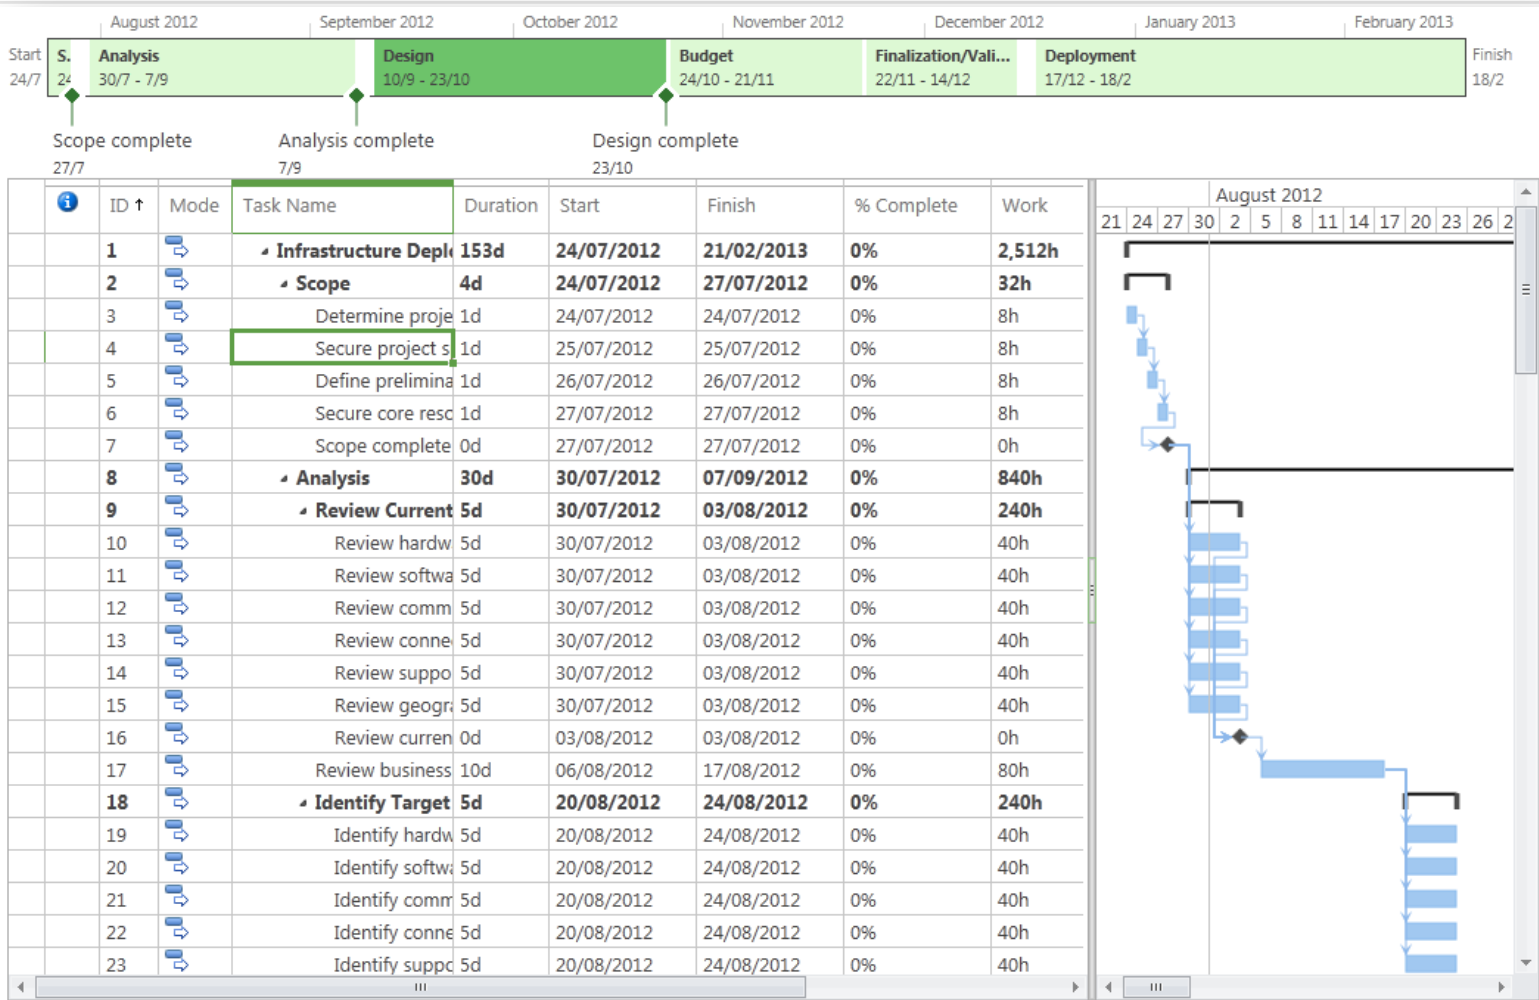 August 2012 September 2012 October 2012 November 2012 December 2012 January 2013 February 2013
Start S. Analysis Design Budget Finalization/Vali... Deployment Finish
24/7 24 30/7 - 7/9 10/9 - 23/10 24/10 - 21/11 22/11 - 14/12 17/12 - 18/2 18/2
Scope complete Analysis complete Design complete
27/7 7/9 23/10
August 2012
ID Mode Task Name Duration Start Finish % Complete Work
21 24 27 30 2 5 8 11 14 17 20 23 26 2
1 Infrastructure Depl 153d 24/07/2012 21/02/2013 0% 2,512h
2 Scope 4d 24/07/2012 27/07/2012 0% 32h
3 Determine proje 1d 24/07/2012 24/07/2012 0% 8h
4 Secure project s 1d 25/07/2012 25/07/2012 0% 8h
5 Define prelimina 1d 26/07/2012 26/07/2012 0% 8h
6 Secure core reso 1d 27/07/2012 27/07/2012 0% 8h
7 Scope complete 0d 27/07/2012 27/07/2012 0% 0h
8 Analysis 30d 30/07/2012 07/09/2012 0% 840h
9 Review Current 5d 30/07/2012 03/08/2012 0% 240h
10 Review hardw 5d 30/07/2012 03/08/2012 0% 40h
11 Review softwa 5d 30/07/2012 03/08/2012 0% 40h
12 Review comm 5d 30/07/2012 03/08/2012 0% 40h
13 Review conne 5d 30/07/2012 03/08/2012 0% 40h
14 Review suppo 5d 30/07/2012 03/08/2012 0% 40h
15 Review geogr 5d 30/07/2012 03/08/2012 0% 40h
16 Review curren 0d 03/08/2012 03/08/2012 0% 0h
17 Review business 10d 06/08/2012 17/08/2012 0% 80h
18 Identify Target 5d 20/08/2012 24/08/2012 0% 240h
19 Identify hardw 5d 20/08/2012 24/08/2012 0% 40h
20 Identify softw 5d 20/08/2012 24/08/2012 0% 40h
21 Identify comm 5d 20/08/2012 24/08/2012 0% 40h
22 Identify conne 5d 20/08/2012 24/08/2012 0% 40h
23 Identify suppo 5d 20/08/2012 24/08/2012 0% 40h